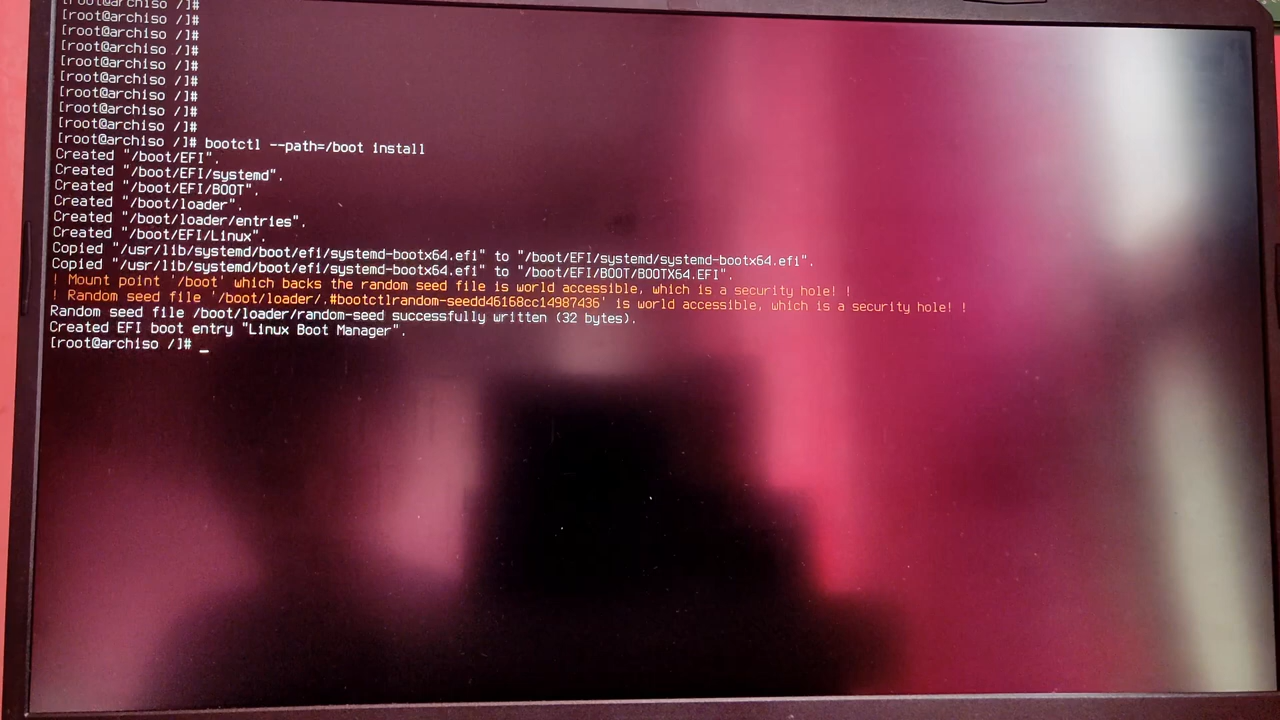 [root@archiso /]#
[root@archiso /]#
[root@archiso /]#
[root@archiso /]#
[root@archiso /]#
[root@archiso /]#
[root@archiso /]#
[root@archiso /]#
[root@archiso /]#
[root@archiso /]# bootctl --path=/boot install
Created "/boot/EFI".
Created "/boot/EFI/systemd".
Created "/boot/EFI/BOOT".
Created "/boot/loader".
Created "/boot/loader/entries".
Created "/boot/EFI/Linux".
Copied "/usr/lib/systemd/boot/efi/systemd-bootx64.efi" to "/boot/EFI/systemd/systemd-bootx64.efi".
Copied "/usr/lib/systemd/boot/efi/systemd-bootx64.efi" to "/boot/EFI/BOOT/BOOTX64.EFI".
! Mount point '/boot' which backs the random seed file is world accessible, which is a security hole! !
! Random seed file '/boot/loader/.#bootctlrandom-seedd46168cc14987436' is world accessible, which is a security hole! !
Random seed file /boot/loader/random-seed successfully written (32 bytes).
Created EFI boot entry "Linux Boot Manager".
[root@archiso /]# _